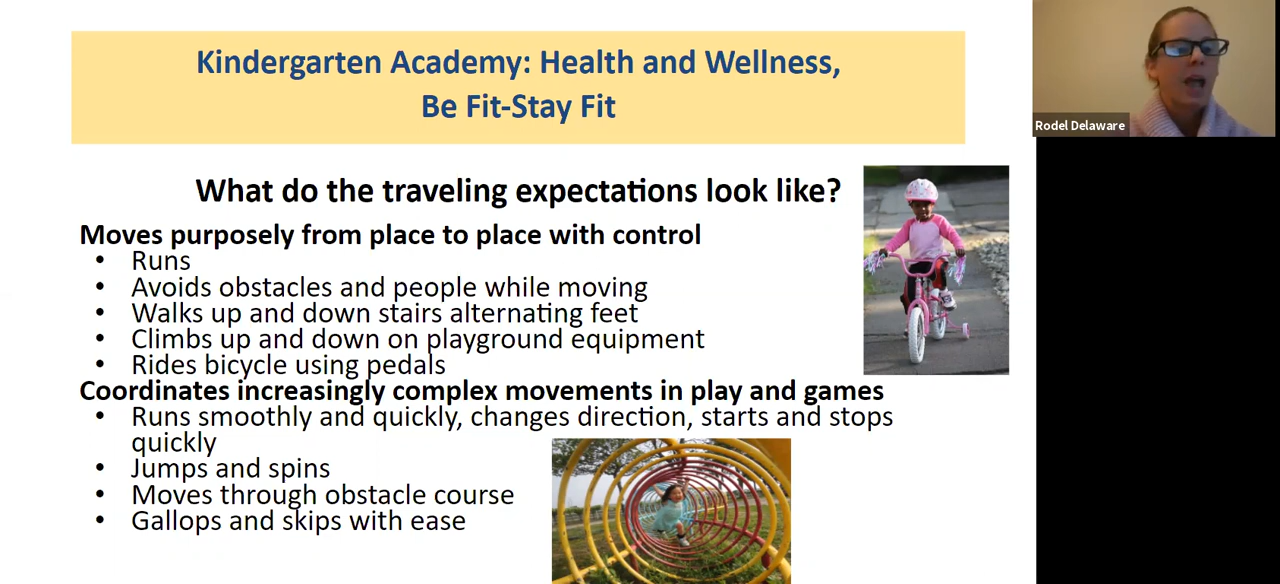 Kindergarten Academy: Health and Wellness,
Be Fit-Stay Fit
Rodel Delaware
What do the traveling expectations look like?
Moves purposely from place to place with control
• Runs
• Avoids obstacles and people while moving
• Walks up and down stairs alternating feet
• Climbs up and down on playground equipment
• Rides bicycle using pedals
Coordinates increasingly complex movements in play and games
• Runs smoothly and quickly, changes direction, starts and stops
quickly
• Jumps and spins
• Moves through obstacle course
• Gallops and skips with ease